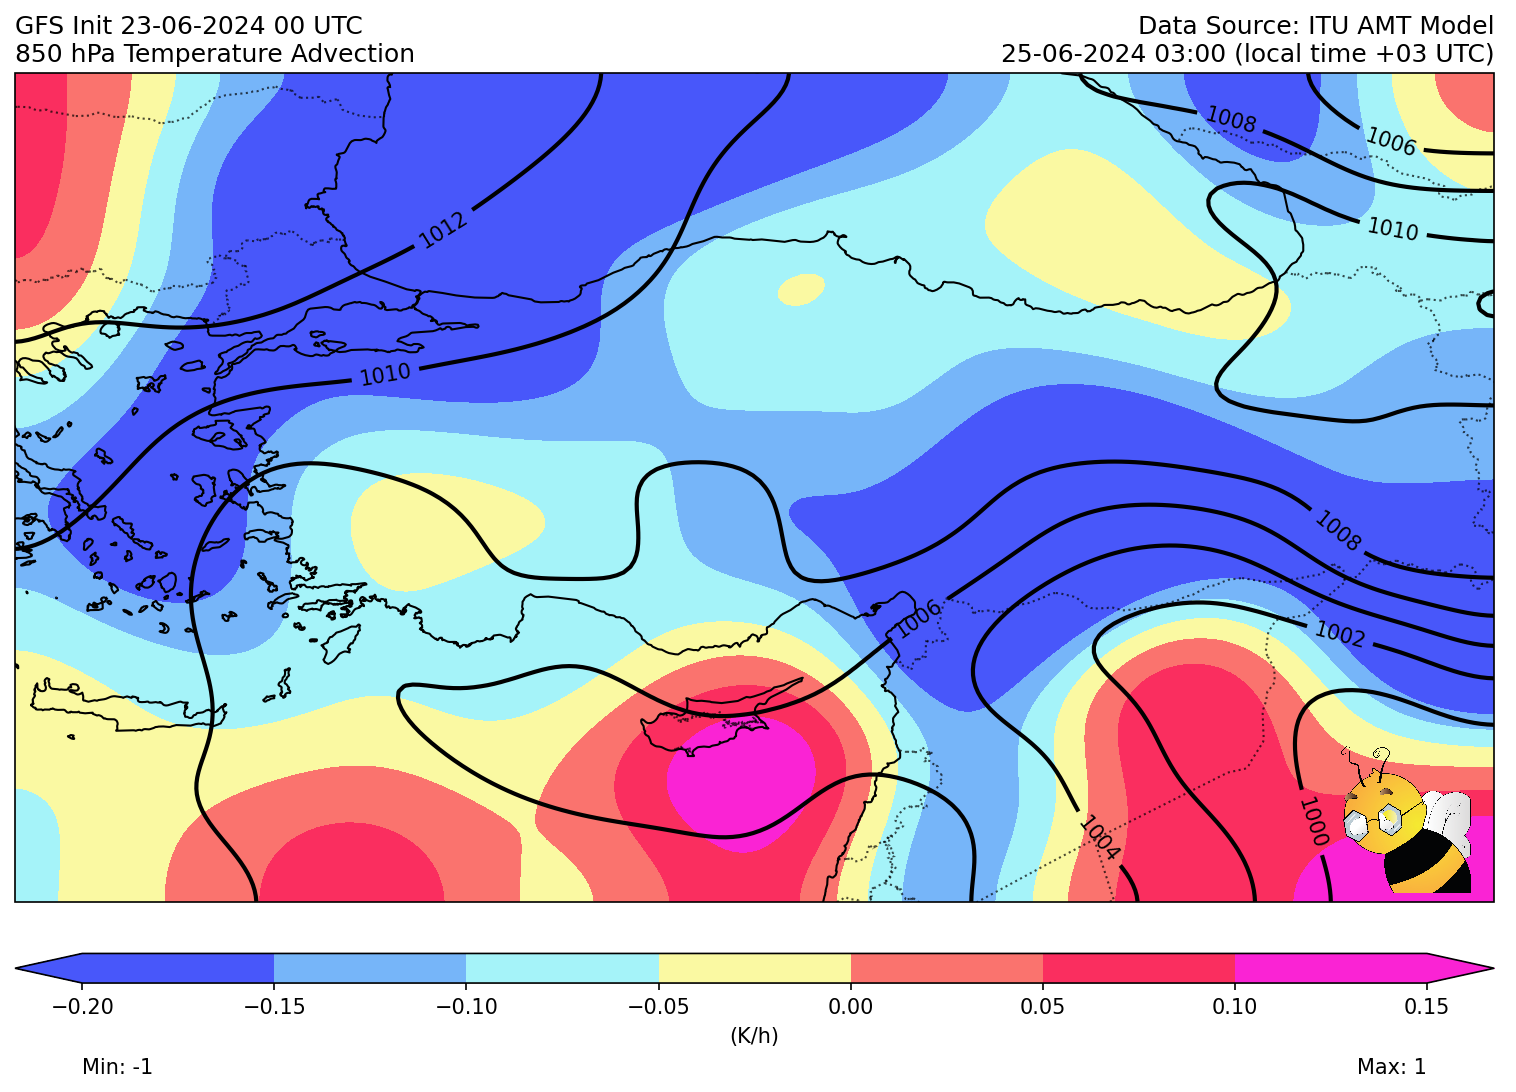 GFS Init 23-06-2024 00 UTC
Data Source: ITU AMT Model
850 hPa Temperature Advection
25-06-2024 03:00 (local time +03 UTC)
1008
1006
1012
1010
1010
1008
1006
1002
1004
1000
−0.20
−0.15
−0.10
−0.05
0.00
0.05
0.10
0.15
(K/h)
Min: -1
Max: 1